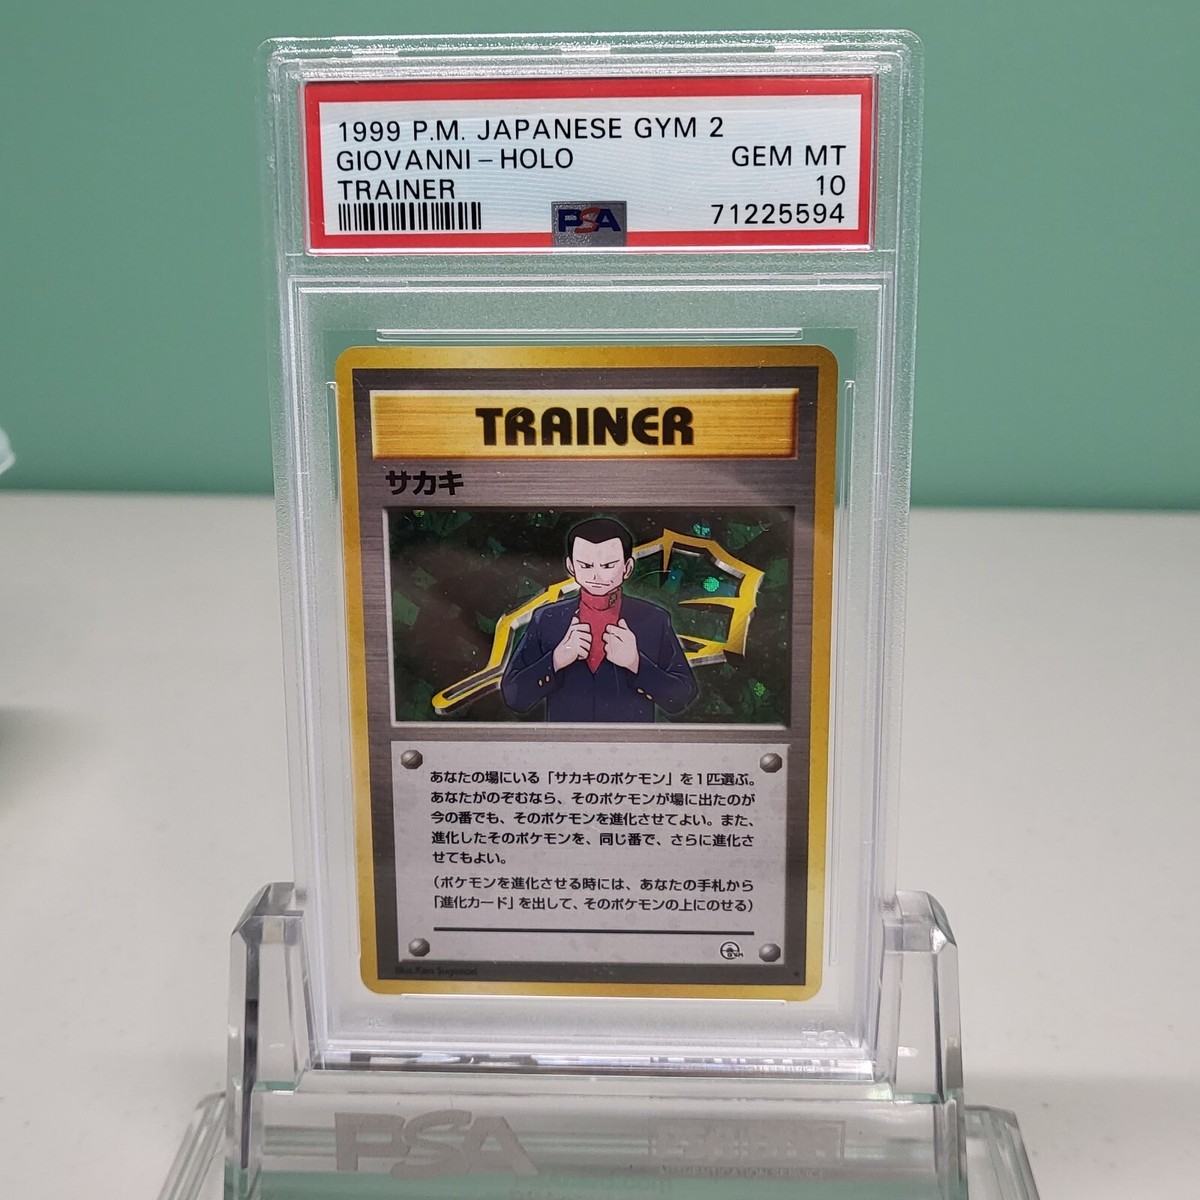 1999 P.M. JAPANESE GYM 2
GIOVANNI - HOLO
GEM MT
TRAINER
10
PSA
71225594
TRAINER
サカキ
あなたの場にいる「サカキのポケモン」を1匹選ぶ。
あなたがのぞむなら、そのポケモンが場に出たのが
今の番でも、そのポケモンを進化させてよい。また、
進化したそのポケモンを、同じ番で、さらに進化さ
せてもよい。
(ポケモンを進化させる時には、あなたの手札から
「進化カード」を出して、そのポケモンの上にのせる)
GYM
Illus. Ken Sugimori
PSA
AUTHENTICATION SERVICE